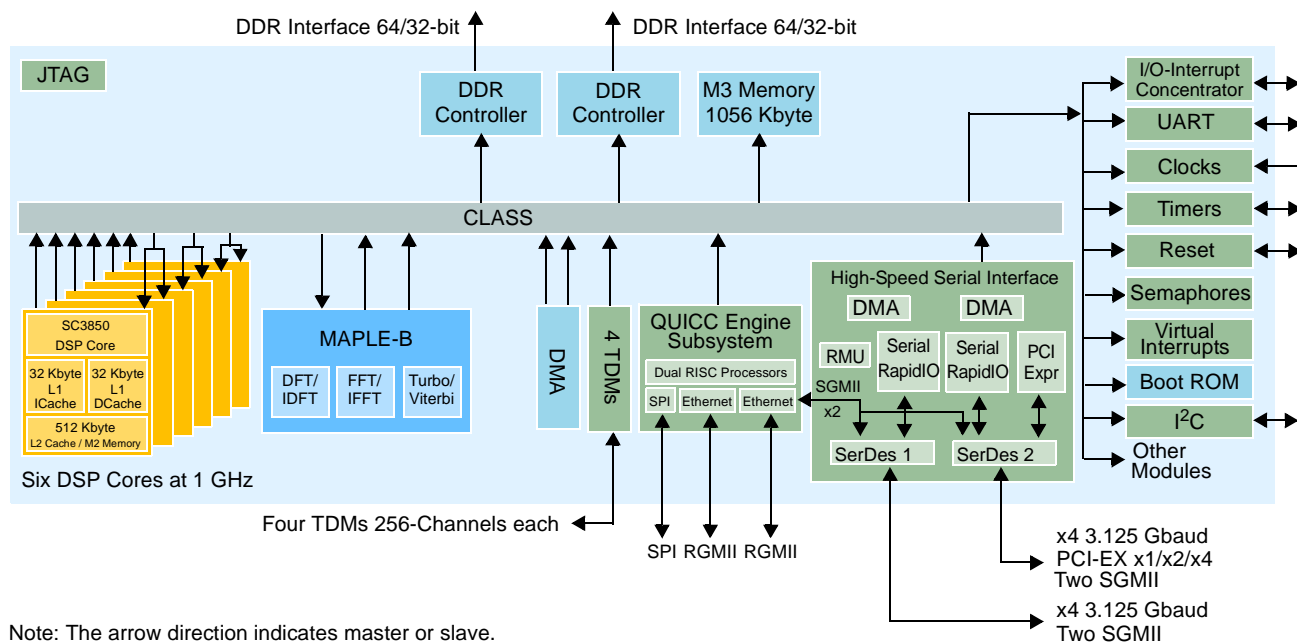 DDR Interface 64/32-bit
DDR Interface 64/32-bit
JTAG
DDR
Controller
DDR
Controller
M3 Memory
1056 Kbyte
I/O-Interrupt
Concentrator
UART
Clocks
Timers
Reset
Semaphores
Virtual
Interrupts
Boot ROM
I²C
Other
Modules
CLASS
SC3850
DSP Core
32 Kbyte
L1
ICache
32 Kbyte
L1
DCache
512 Kbyte
L2 Cache / M2 Memory
Six DSP Cores at 1 GHz
MAPLE-B
DFT/
IDFT
FFT/
IFFT
Turbo/
Viterbi
DMA
4 TDMs
QUICC Engine
Subsystem
Dual RISC Processors
SPI
Ethernet
Ethernet
High-Speed Serial Interface
DMA
DMA
RMU
Serial
RapidIO
Serial
RapidIO
PCI
Expr
SGMII
x2
SerDes 1
SerDes 2
Four TDMs 256-Channels each
SPI
RGMII
RGMII
x4 3.125 Gbaud
PCI-EX x1/x2/x4
Two SGMII
x4 3.125 Gbaud
Two SGMII
Note: The arrow direction indicates master or slave.